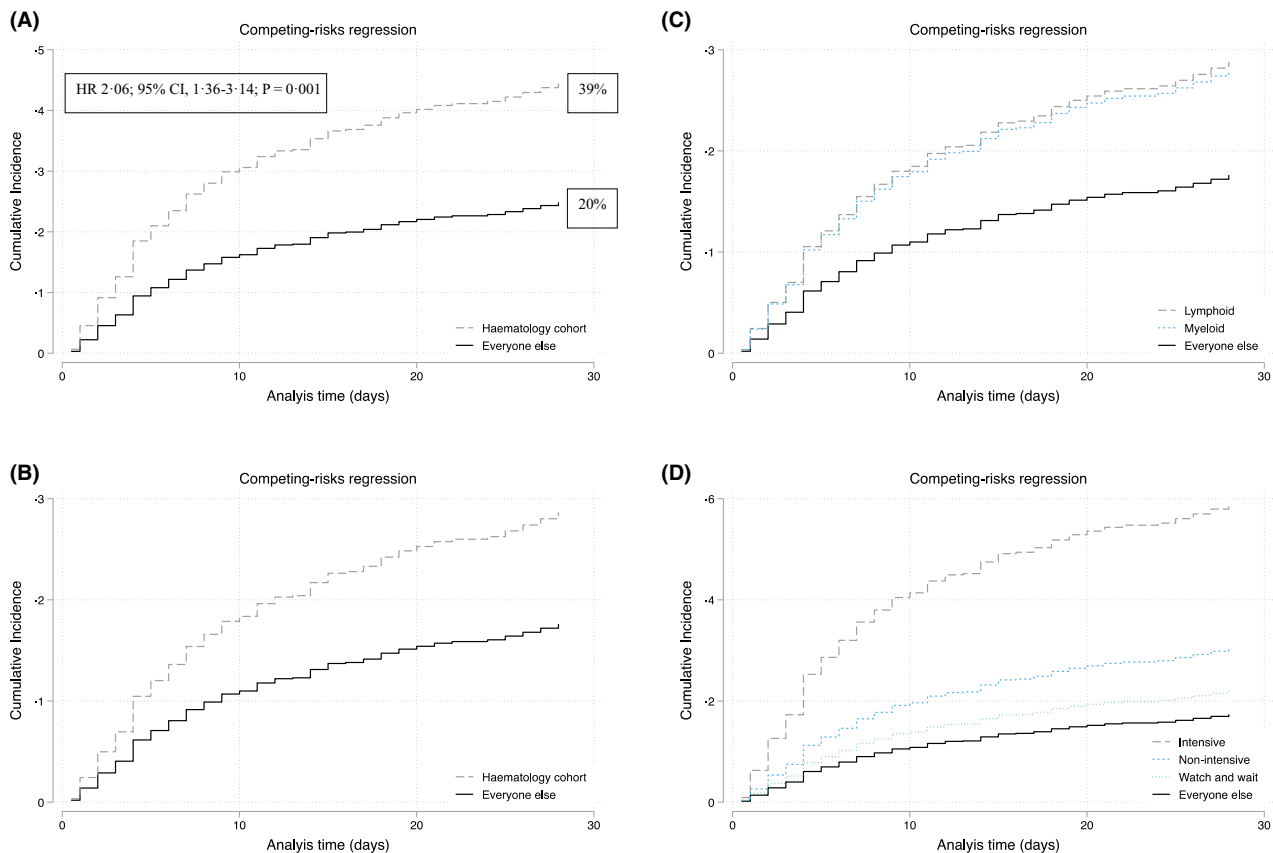 (A)
Competing-risks regression
·5
·4
·3
·2
·1
0
Cumulative Incidence
HR 2·06; 95% CI, 1·36-3·14; P = 0·001
39%
20%
Haematology cohort
Everyone else
0 10 20 30
Analyis time (days)
(B)
Competing-risks regression
·3
·2
·1
0
Cumulative Incidence
Haematology cohort
Everyone else
0 10 20 30
Analyis time (days)
(C)
Competing-risks regression
·3
·2
·1
0
Cumulative Incidence
Lymphoid
Myeloid
Everyone else
0 10 20 30
Analyis time (days)
(D)
Competing-risks regression
·6
·4
·2
0
Cumulative Incidence
Intensive
Non-intensive
Watch and wait
Everyone else
0 10 20 30
Analyis time (days)